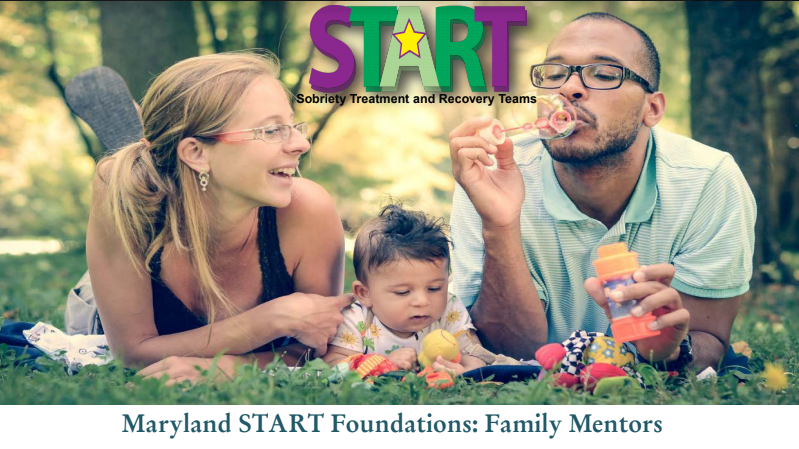 START
Sobriety Treatment and Recovery Teams
Maryland START Foundations: Family Mentors